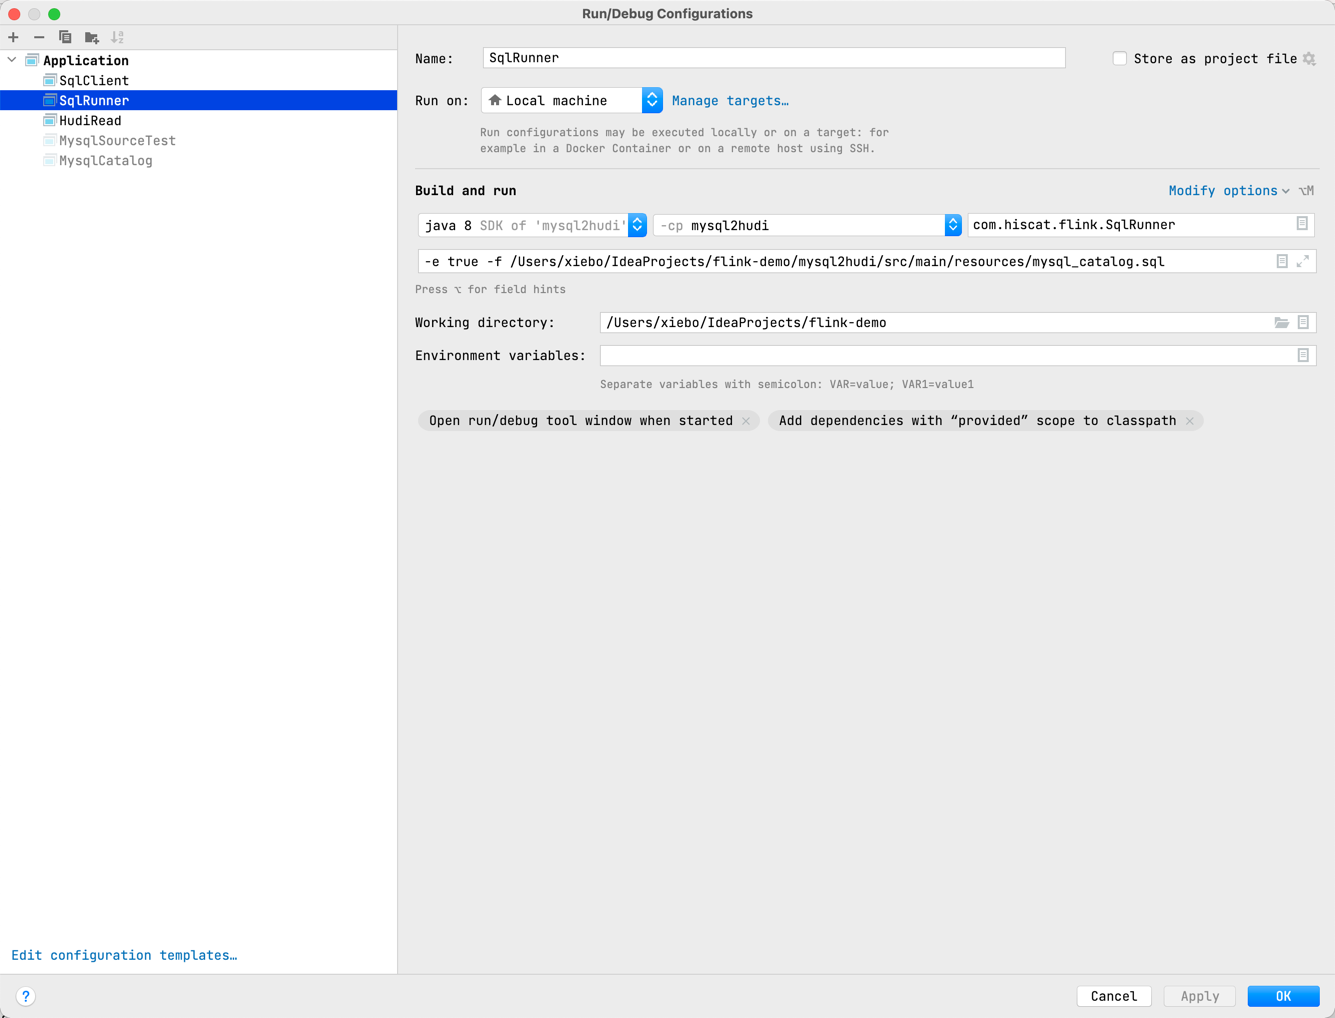 Run/Debug Configurations
Application
SqlClient
SqlRunner
HudiRead
MysqlSourceTest
MysqlCatalog
Edit configuration templates…
Name: SqlRunner Store as project file
Run on: Local machine Manage targets…
Run configurations may be executed locally or on a target: for
example in a Docker Container or on a remote host using SSH.
Build and run Modify options ⌥M
java 8 SDK of 'mysql2hudi' -cp mysql2hudi com.hiscat.flink.SqlRunner
-e true -f /Users/xiebo/IdeaProjects/flink-demo/mysql2hudi/src/main/resources/mysql_catalog.sql
Press ⌥ for field hints
Working directory: /Users/xiebo/IdeaProjects/flink-demo
Environment variables:
Separate variables with semicolon: VAR=value; VAR1=value1
Open run/debug tool window when started × Add dependencies with “provided” scope to classpath ×
? Cancel Apply OK